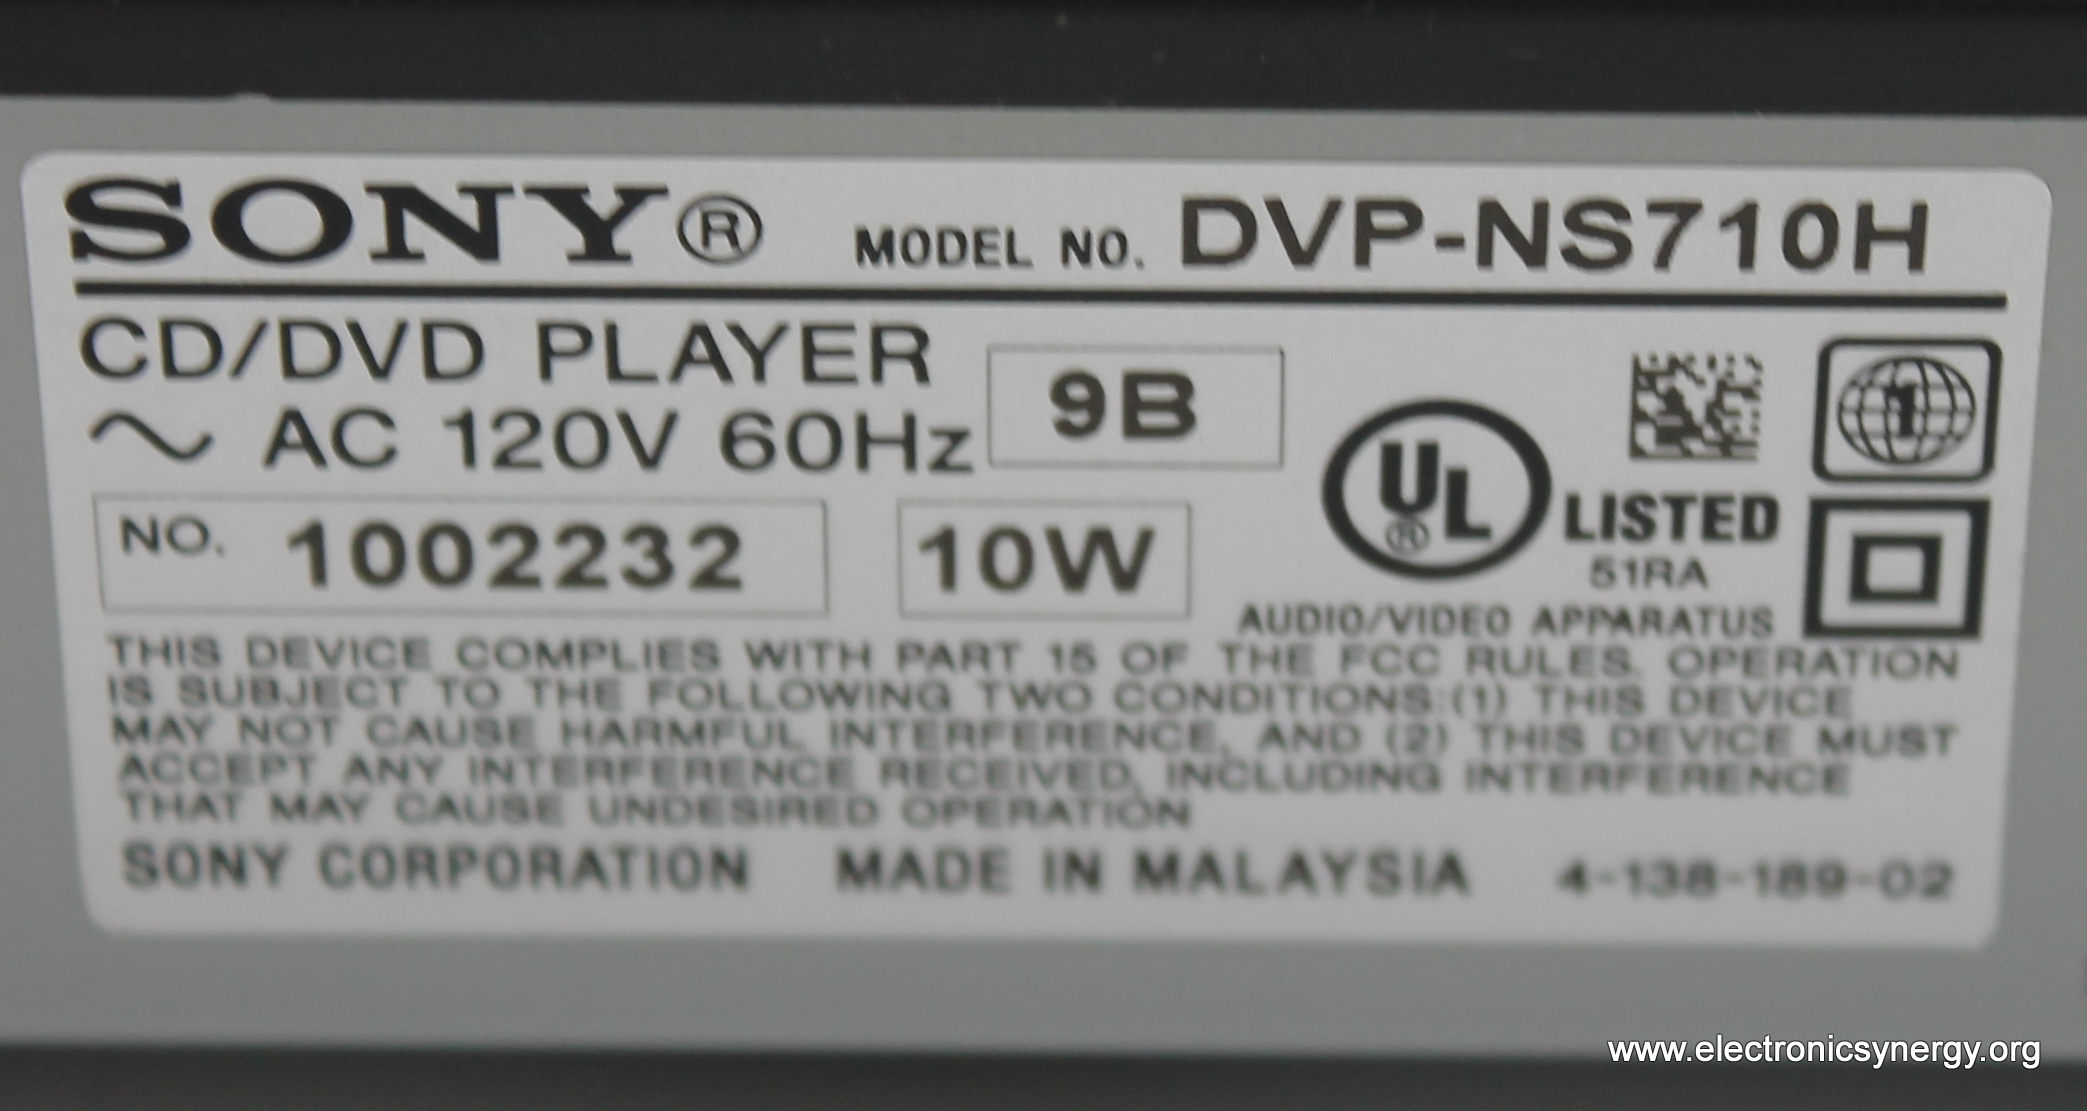 SONY® MODEL NO. DVP-NS710H
CD/DVD PLAYER 9B
~ AC 120V 60Hz
NO. 1002232 10W
UL® LISTED
51RA
AUDIO/VIDEO APPARATUS
1
THIS DEVICE COMPLIES WITH PART 15 OF THE FCC RULES. OPERATION
IS SUBJECT TO THE FOLLOWING TWO CONDITIONS:(1) THIS DEVICE
MAY NOT CAUSE HARMFUL INTERFERENCE, AND (2) THIS DEVICE MUST
ACCEPT ANY INTERFERENCE RECEIVED, INCLUDING INTERFERENCE
THAT MAY CAUSE UNDESIRED OPERATION
SONY CORPORATION MADE IN MALAYSIA 4-138-189-02
www.electronicsynergy.org